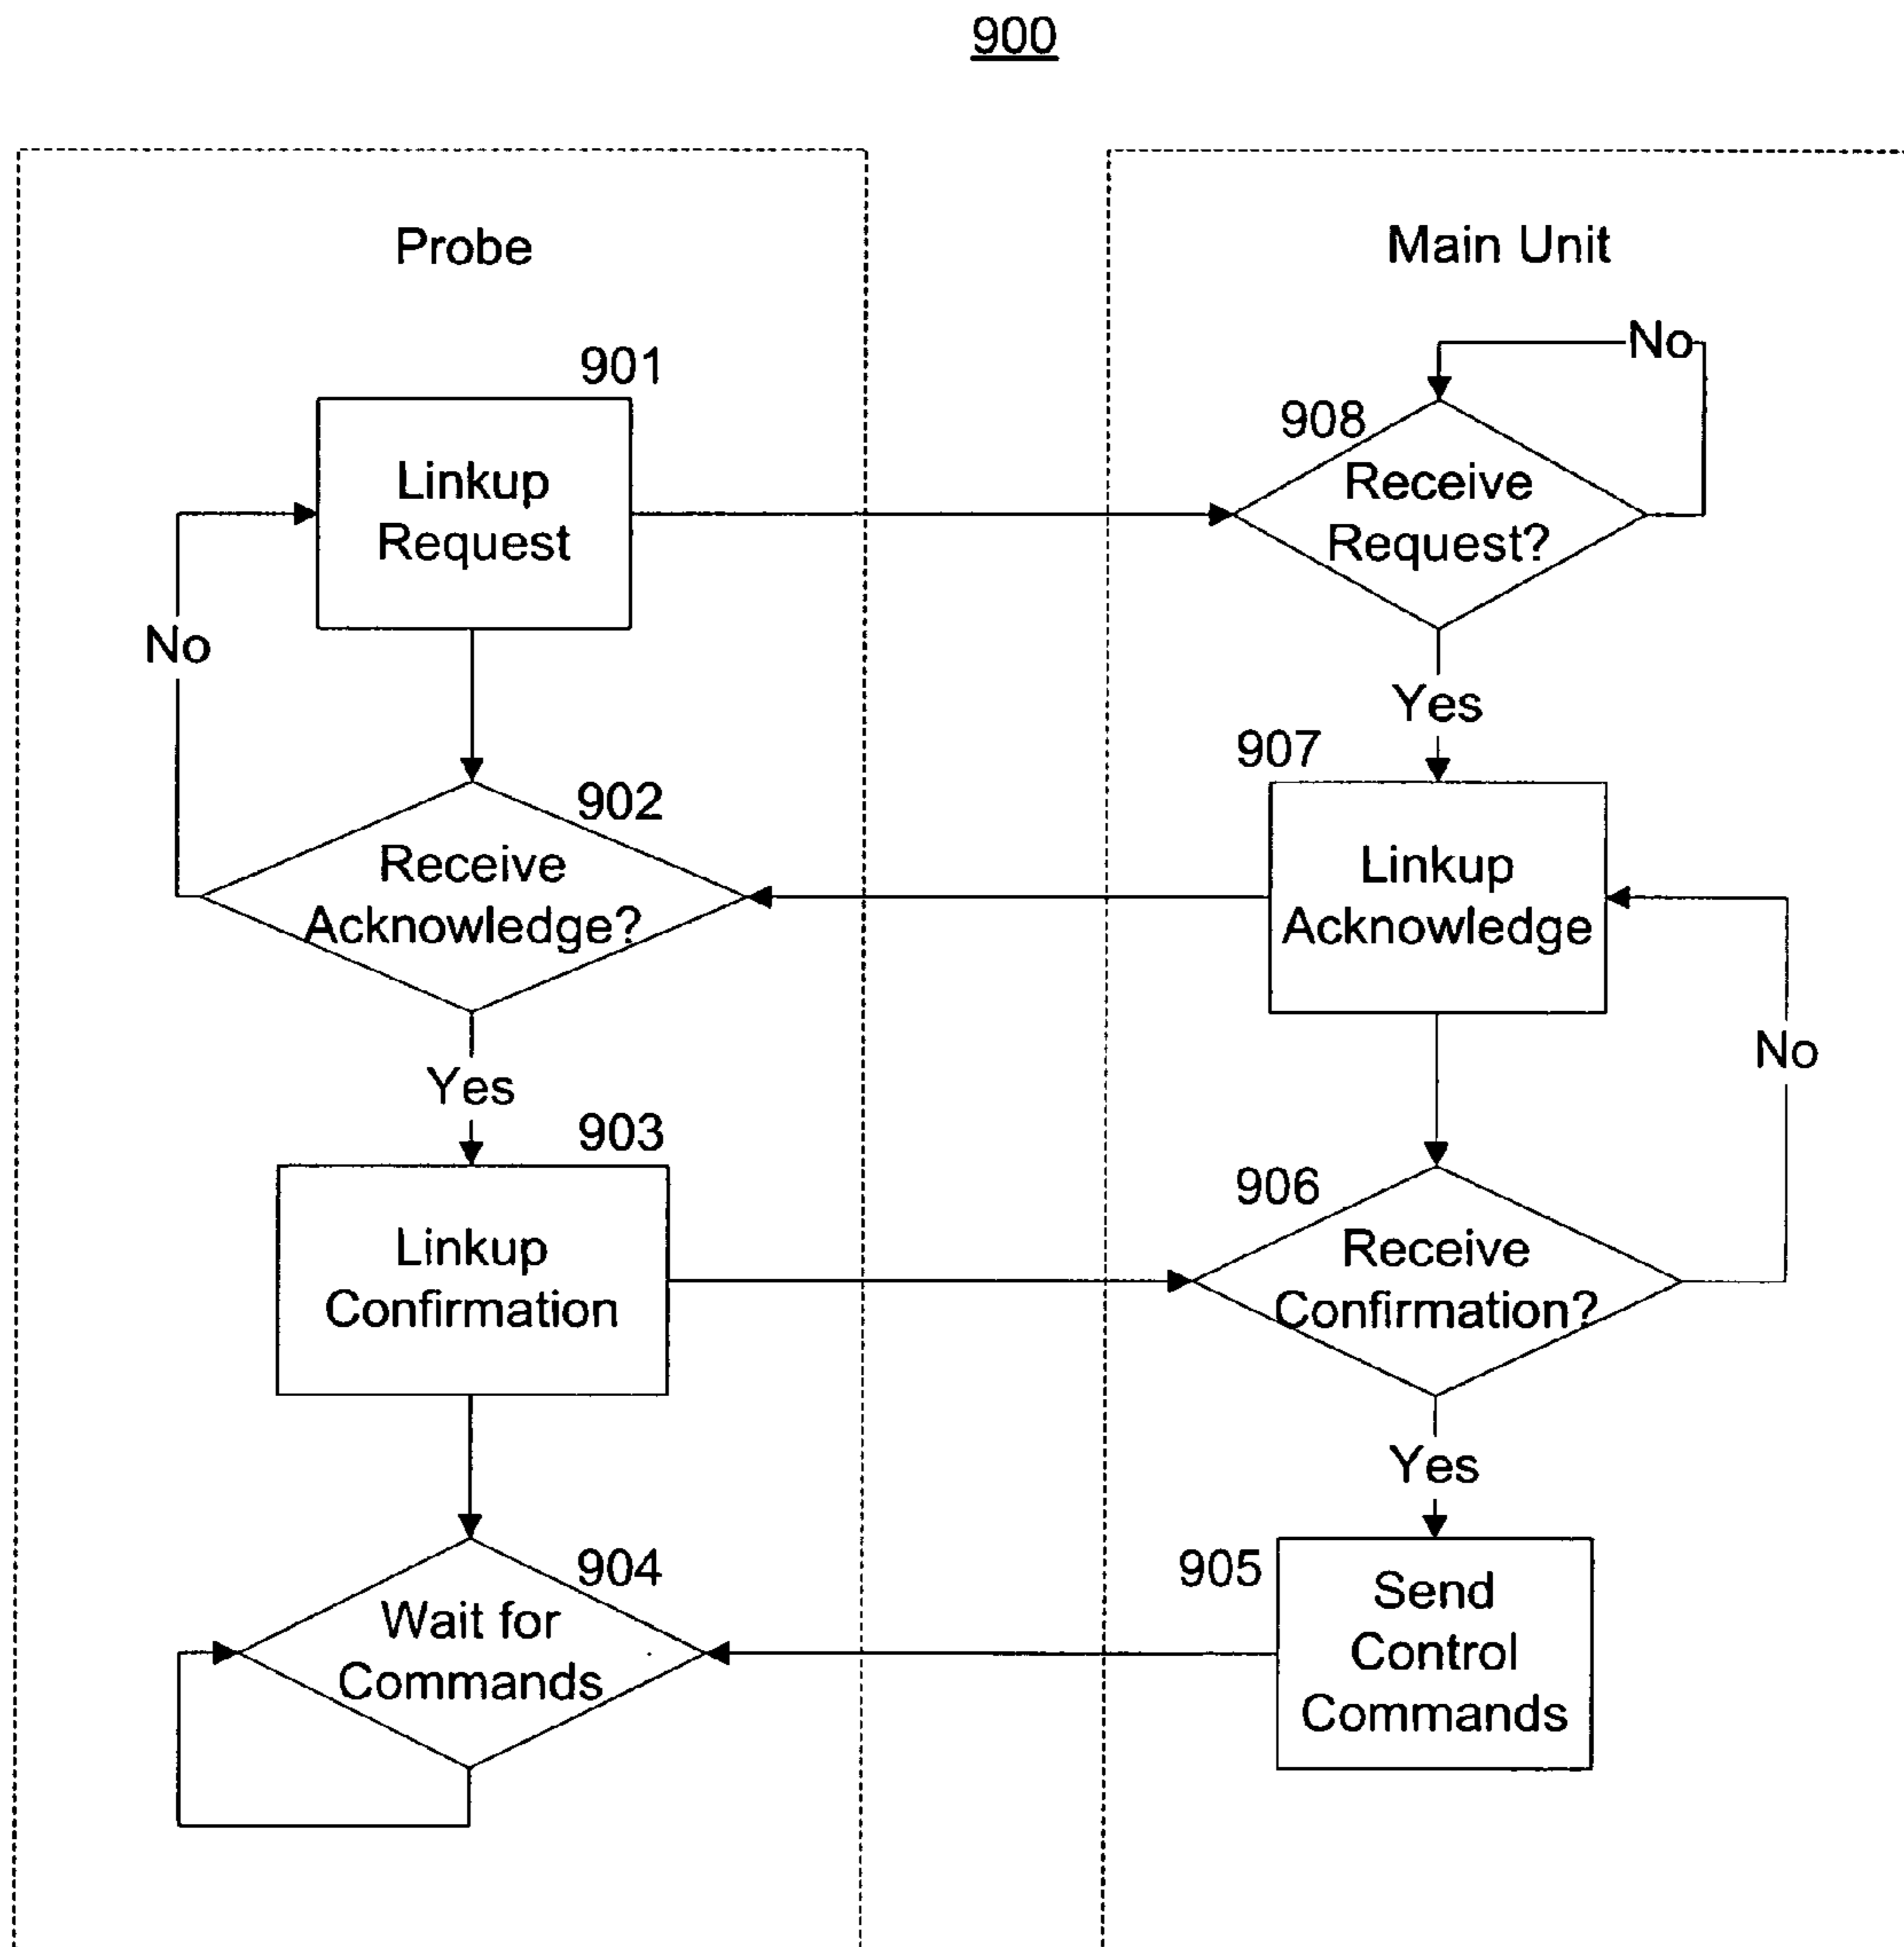 900
Probe
901
Linkup
Request
No
902
Receive
Acknowledge?
Yes
903
Linkup
Confirmation
904
Wait for
Commands
Main Unit
No
908
Receive
Request?
Yes
907
Linkup
Acknowledge
No
906
Receive
Confirmation?
Yes
905
Send
Control
Commands